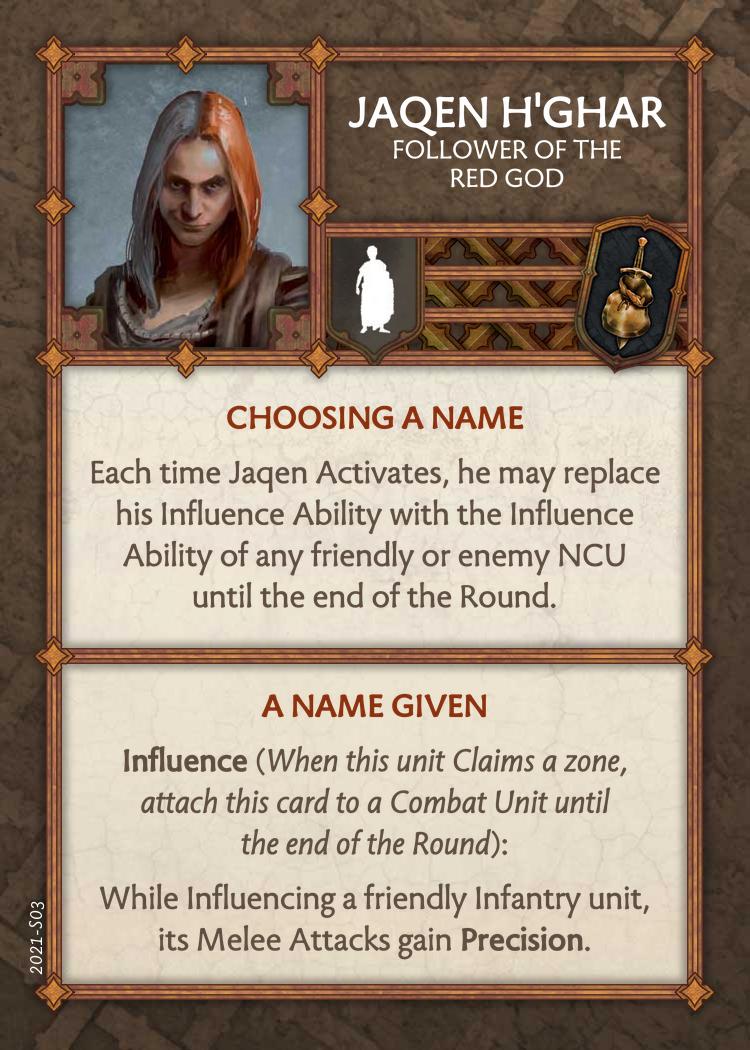 JAQEN H'GHAR
FOLLOWER OF THE
RED GOD
CHOOSING A NAME
Each time Jaqen Activates, he may replace
his Influence Ability with the Influence
Ability of any friendly or enemy NCU
until the end of the Round.
A NAME GIVEN
Influence (When this unit Claims a zone,
attach this card to a Combat Unit until
the end of the Round):
While Influencing a friendly Infantry unit,
its Melee Attacks gain Precision.
2021-S03